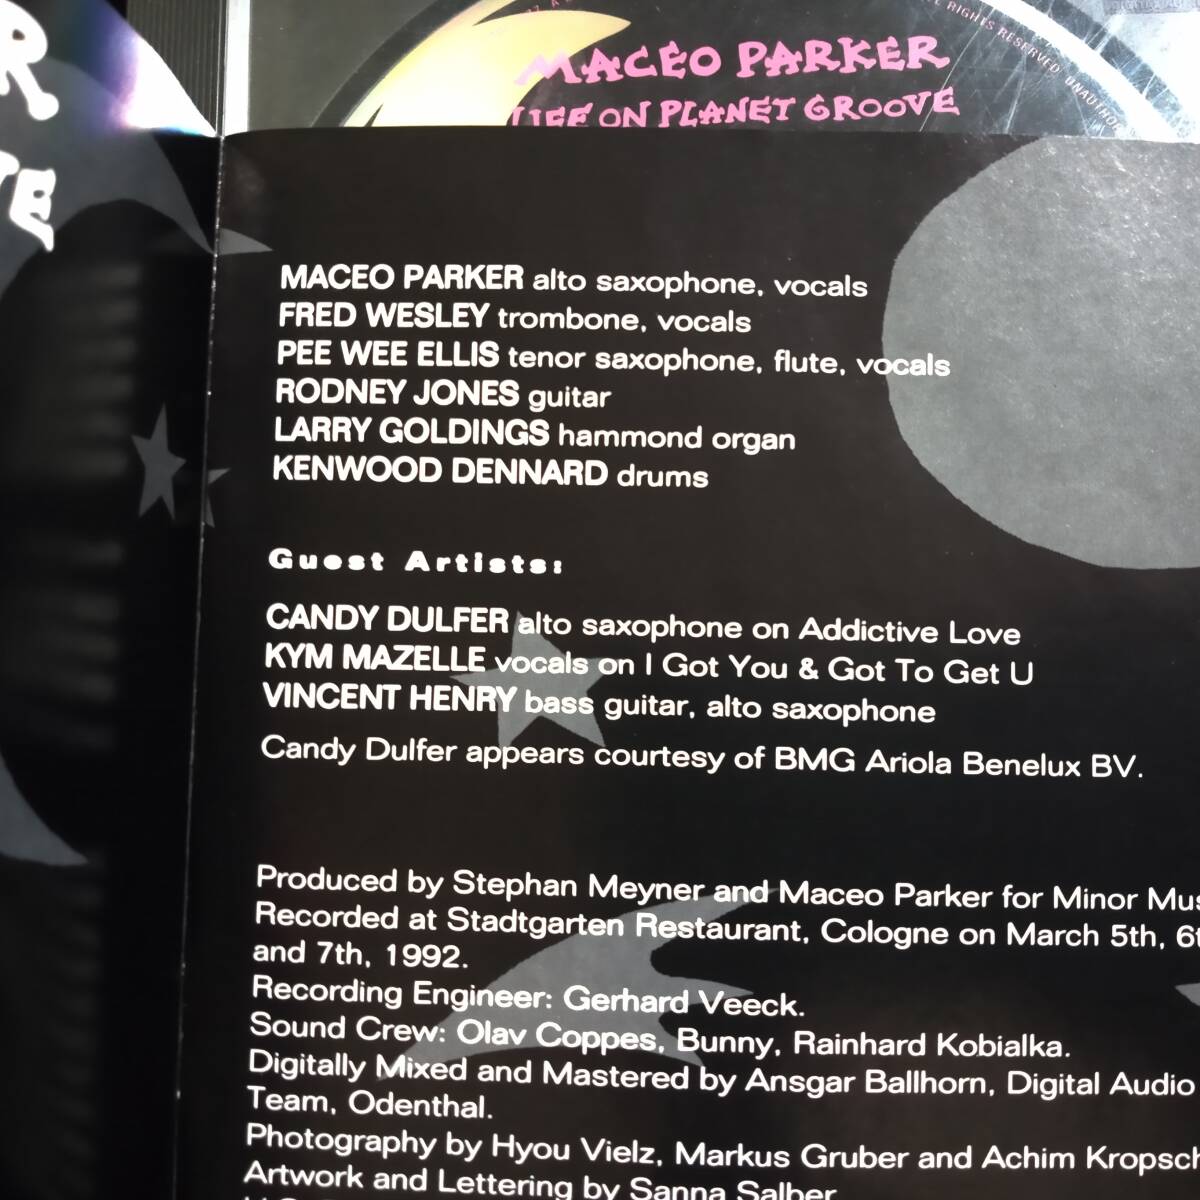 MACEO PARKER
LIFE ON PLANET GROOVE
RIGHTS RESERVED
R
E
MACEO PARKER alto saxophone, vocals
FRED WESLEY trombone, vocals
PEE WEE ELLIS tenor saxophone, flute, vocals
RODNEY JONES guitar
LARRY GOLDINGS hammond organ
KENWOOD DENNARD drums
Guest Artists:
CANDY DULFER alto saxophone on Addictive Love
KYM MAZELLE vocals on I Got You & Got To Get U
VINCENT HENRY bass guitar, alto saxophone
Candy Dulfer appears courtesy of BMG Ariola Benelux BV.
Produced by Stephan Meyner and Maceo Parker for Minor Mus
Recorded at Stadtgarten Restaurant, Cologne on March 5th, 6t
and 7th, 1992.
Recording Engineer: Gerhard Veeck.
Sound Crew: Olav Coppes, Bunny, Rainhard Kobialka.
Digitally Mixed and Mastered by Ansgar Ballhorn, Digital Audio
Team, Odenthal.
Photography by Hyou Vielz, Markus Gruber and Achim Kropsch
Artwork and Lettering by Sanna Salber